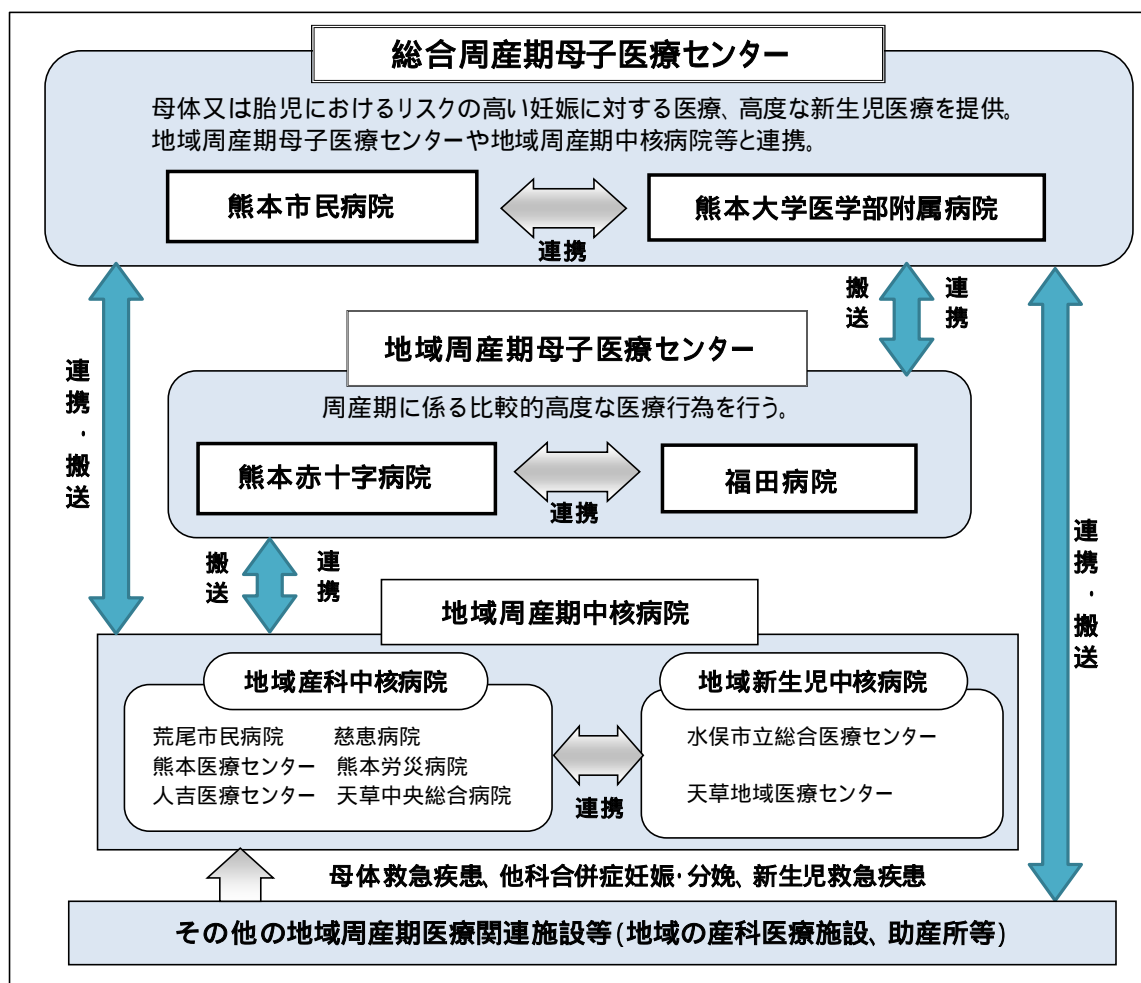 総合周産期母子医療センター
母体又は胎児におけるリスクの高い妊娠に対する医療、高度な新生児医療を提供。
地域周産期母子医療センターや地域周産期中核病院等と連携。
熊本市民病院
熊本大学医学部附属病院
連携
搬送
連携
連携・搬送
地域周産期母子医療センター
周産期に係る比較的高度な医療行為を行う。
熊本赤十字病院
福田病院
連携
搬送
連携
連携・搬送
地域周産期中核病院
地域産科中核病院
地域新生児中核病院
荒尾市民病院 慈恵病院
熊本医療センター 熊本労災病院
人吉医療センター 天草中央総合病院
水俣市立総合医療センター
天草地域医療センター
連携
母体救急疾患、他科合併症妊娠・分娩、新生児救急疾患
その他の地域周産期医療関連施設等(地域の産科医療施設、助産所等)